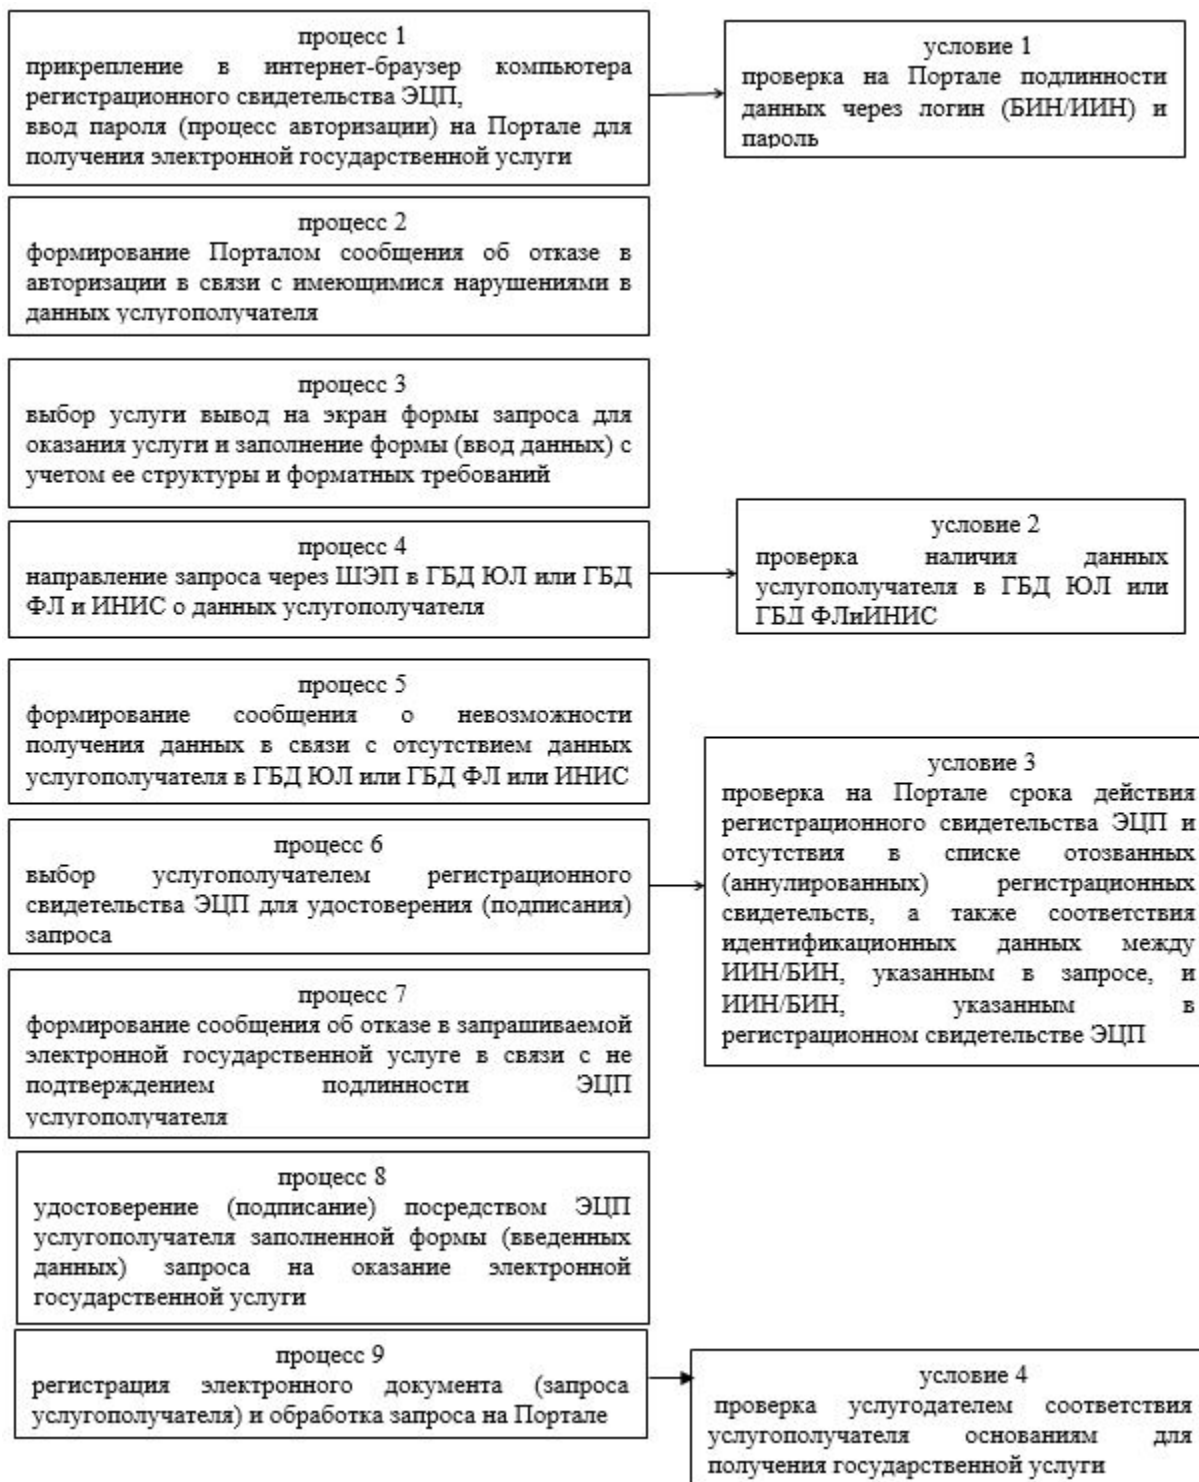 процесс 1
прикрепление в интернет-браузер компьютера
регистрационного свидетельства ЭЦП,
ввод пароля (процесс авторизации) на Портале для
получения электронной государственной услуги
условие 1
проверка на Портале подлинности
данных через логин (БИН/ИИН) и
пароль
процесс 2
формирование Порталом сообщения об отказе в
авторизации в связи с имеющимися нарушениями в
данных услугополучателя
процесс 3
выбор услуги вывод на экран формы запроса для
оказания услуги и заполнение формы (ввод данных) с
учетом ее структуры и форматных требований
процесс 4
направление запроса через ШЭП в ГБД ЮЛ или ГБД
ФЛ и ИНИС о данных услугополучателя
условие 2
проверка наличия данных
услугополучателя в ГБД ЮЛ или
ГБД ФЛиИНИС
процесс 5
формирование сообщения о невозможности
получения данных в связи с отсутствием данных
услугополучателя в ГБД ЮЛ или ГБД ФЛ или ИНИС
процесс 6
выбор услугополучателем регистрационного
свидетельства ЭЦП для удостоверения (подписания)
запроса
условие 3
проверка на Портале срока действия
регистрационного свидетельства ЭЦП и
отсутствия в списке отозванных
(аннулированных) регистрационных
свидетельств, а также соответствия
идентификационных данных между
ИИН/БИН, указанным в запросе, и
ИИН/БИН, указанным в
регистрационном свидетельстве ЭЦП
процесс 7
формирование сообщения об отказе в запрашиваемой
электронной государственной услуге в связи с не
подтверждением подлинности ЭЦП
услугополучателя
процесс 8
удостоверение (подписание) посредством ЭЦП
услугополучателя заполненной формы (введенных
данных) запроса на оказание электронной
государственной услуги
процесс 9
регистрация электронного документа (запроса
услугополучателя) и обработка запроса на Портале
условие 4
проверка услугодателем соответствия
услугополучателя основаниям для
получения государственной услуги